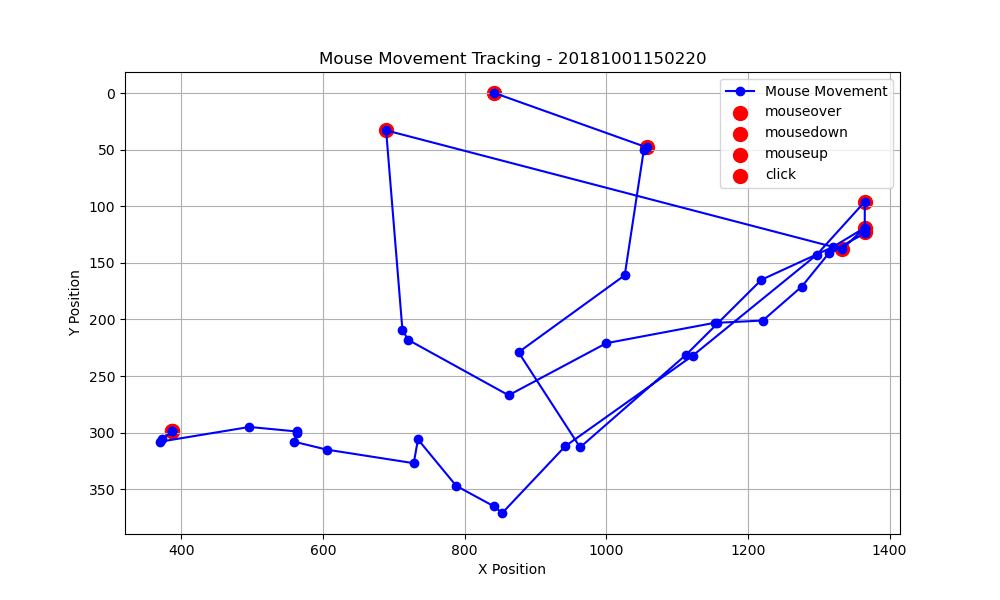 Mouse Movement Tracking - 20181001150220
Mouse Movement
mouseover
mousedown
mouseup
click
Y Position
0
50
100
150
200
250
300
350
400
600
800
1000
1200
1400
X Position